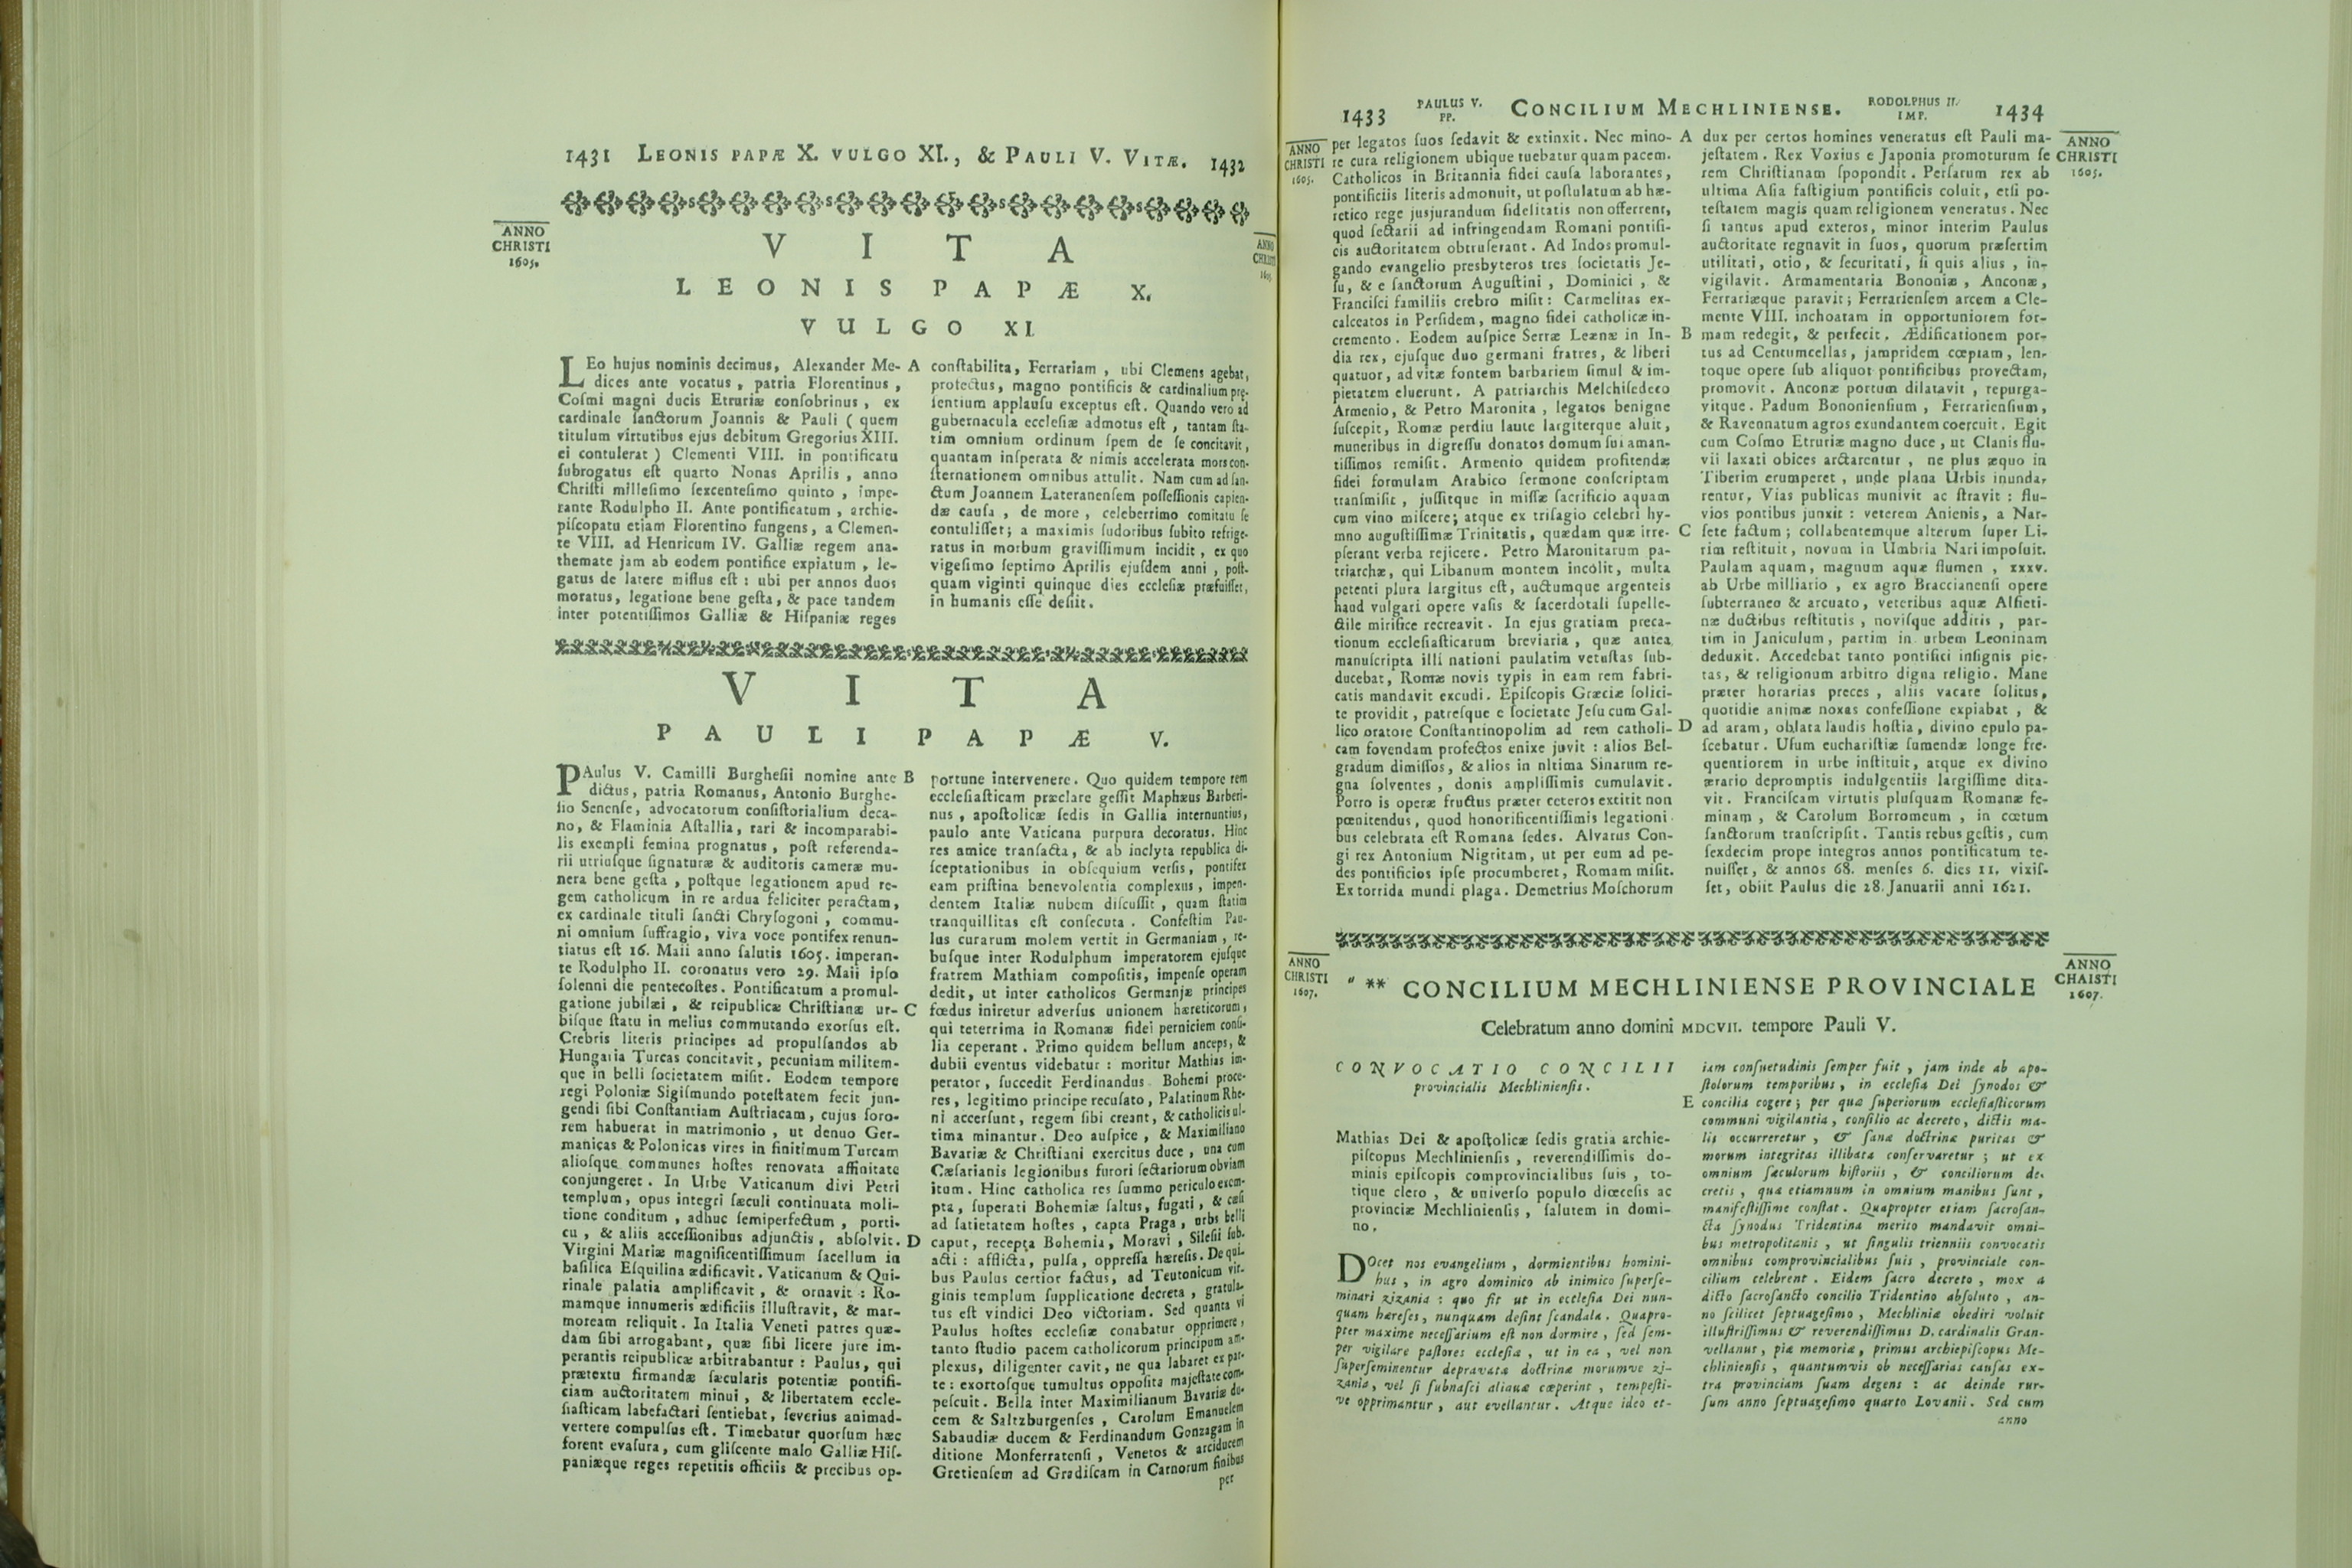 1431 LEONIS PAPÆ X. VULGO XI., & PAULI V. VITÆ. 1432
ANNO
CHRISTI
1605.
VITA
LEONIS PAPÆ X.
VULGO XI.
LEo hujus nominis decimus, Alexander Me- A
dices ante vocatus, patria Florentinus,
Cosmi magni ducis Etruriæ consobrinus, ex
cardinale sanctorum Joannis & Pauli (quem
titulum virtutibus ejus debitum Gregorius XIII.
ei contulerat) Clementi VIII. in pontificatu
subrogatus est quarto Nonas Aprilis, anno
Christi millesimo sexcentesimo quinto, impe-
rante Rodulpho II. Ante pontificatum, archie-
piscopatu etiam Florentino fungens, a Clemen-
te VIII. ad Henricum IV. Galliæ regem ana-
themate jam ab eodem pontifice expiatum, le-
gatus de latere missus est: ubi per annos duos
moratus, legatione bene gesta, & pace tandem
inter potentissimos Galliæ & Hispaniæ reges
constabilita, Ferrariam, ubi Clemens agebat,
profectus, magno pontificis & cardinalium præ-
sentium applausu exceptus est. Quando vero ad
gubernacula ecclesiæ admotus est, tantam sta-
tim omnium ordinum spem de se concitavit,
quantam insperata & nimis accelerata mors con-
sternationem omnibus attulit. Nam cum ad san-
ctum Joannem Lateranensem possessionis capien-
dæ causa, de more, celeberrimo comitatu se
contulisset; a maximis sudoribus subito refrige-
ratus in morbum gravissimum incidit, ex quo
vigesimo septimo Aprilis ejusdem anni, post-
quam viginti quinque dies ecclesiæ præfuisset,
in humanis esse desiit.
VITA
PAULI PAPÆ V.
PAulus V. Camilli Burghesii nomine ante B
dictus, patria Romanus, Antonio Burghe-
sio Senense, advocatorum consistorialium deca-
no, & Flaminia Astallia, rari & incomparabi-
lis exempli femina prognatus, post referenda-
rii utriusque signaturæ & auditoris cameræ mu-
nera bene gesta, postque legationem apud re-
gem catholicum in re ardua feliciter peractam,
ex cardinale tituli sancti Chrysogoni, commu-
ni omnium suffragio, viva voce pontifex renun-
tiatus est 16. Maii anno salutis 1605. imperan-
te Rodulpho II. coronatus vero 29. Maii ipso
solenni die pentecostes. Pontificatum a promul-
gatione jubilæi, & reipublicæ Christianæ ur- C
bisque statu in melius commutando exorsus est.
Crebris literis principes ad propulsandos ab
Hungaria Turcas concitavit, pecuniam militem-
que in belli societatem misit. Eodem tempore
regi Poloniæ Sigismundo potestatem fecit jun-
gendi sibi Constantiam Austriacam, cujus soro-
rem habuerat in matrimonio, ut denuo Ger-
manicas & Polonicas vires in finitimum Turcam
aliosque communes hostes renovata affinitate
conjungeret. In Urbe Vaticanum divi Petri
templum, opus integri sæculi continuata moli-
tione conditum, adhuc semiperfectum, porti-
cu, & aliis accessionibus adjunctis, absolvit. D
Virgini Mariæ magnificentissimum sacellum in
basilica Esquilina ædificavit. Vaticanum & Qui-
rinale palatia amplificavit, & ornavit: Ro-
mamque innumeris ædificiis illustravit, & mar-
moream reliquit. In Italia Veneti patres quæ-
dam sibi arrogabant, quæ sibi licere jure im-
perantis reipublicæ arbitrabantur: Paulus, qui
prætextu firmandæ sæcularis potentiæ pontifi-
ciam auctoritatem minui, & libertatem eccle-
siasticam labefactari sentiebat, severius animad-
vertere compulsus est. Timebatur quorsum hæc
forent evasura, cum gliscente malo Galliæ His-
paniæque reges repetitis officiis & precibus op-
portune intervenere. Quo quidem tempore rem
ecclesiasticam præclare gessit Maphæus Barberi-
nus, apostolicæ sedis in Gallia internuntius,
paulo ante Vaticana purpura decoratus. Hinc
res amice transacta, & ab inclyta republica di-
sceptationibus in obsequium versis, pontifex
eam pristina benevolentia complexus, impen-
dentem Italiæ nubem discussit, quam statim
tranquillitas est consecuta. Confestim Pau-
lus curarum molem vertit in Germaniam, re-
busque inter Rodulphum imperatorem ejusque
fratrem Mathiam compositis, impense operam
dedit, ut inter catholicos Germaniæ principes
fœdus iniretur adversus unionem hæreticorum,
qui teterrima in Romanæ fidei perniciem consi-
lia ceperant. Primo quidem bellum anceps, &
dubii eventus videbatur: moritur Mathias im-
perator, succedit Ferdinandus. Bohemi proce-
res, legitimo principe recusato, Palatinum Rhe-
ni accersunt, regem sibi creant, & catholicis ul-
tima minantur. Deo auspice, & Maximiliano
Bavariæ & Christiani exercitus duce, una cum
Cæsarianis legionibus furori sectariorum obviam
itum. Hinc catholica res summo periculo exem-
pta, superati Bohemiæ saltus, fugati, & cæsi
ad satietatem hostes, capta Praga, urbs belli
caput, recepta Bohemia, Moravi, Silesii sub-
acti: afflicta, pulsa, oppressa hæresis. De qui-
bus Paulus certior factus, ad Teutonicum vir-
ginis templum supplicatione decreta, gratula-
tus est vindici Deo victoriam. Sed quanta vi
Paulus hostes ecclesiæ conabatur opprimere,
tanto studio pacem catholicorum principum am-
plexus, diligenter cavit, ne qua labaret ex par-
te: exortosque tumultus opposita majestate com-
pescuit. Bella inter Maximilianum Bavariæ du-
cem & Saltzburgenses, Carolum Emanuelem
Sabaudiæ ducem & Ferdinandum Gonzagam in
ditione Monferratensi, Venetos & archiducem
Gretiensem ad Gradiscam in Carnorum finibus
per
1433 PAULUS V. PP. CONCILIUM MECHLINIENSE. RODOLPHUS II. IMP. 1434
ANNO
CHRISTI
1605.
per legatos suos sedavit & extinxit. Nec mino- A
re cura religionem ubique tuebatur quam pacem.
Catholicos in Britannia fidei causa laborantes,
pontificiis literis admonuit, ut postulatum ab hæ-
retico rege jusjurandum fidelitatis non offerrent,
quod sectarii ad infringendam Romani pontifi-
cis auctoritatem obtruserant. Ad Indos promul-
gando evangelio presbyteros tres societatis Je-
su, & e sanctorum Augustini, Dominici, &
Francisci familiis crebro misit: Carmelitas ex-
calceatos in Persidem, magno fidei catholicæ in-
cremento. Eodem auspice Serræ Leænæ in In- B
dia rex, ejusque duo germani fratres, & liberi
quatuor, ad vitæ fontem barbariem simul & im-
pietatem eluerunt. A patriarchis Melchisedeco
Armenio, & Petro Maronita, legatos benigne
suscepit, Romæ perdiu laute largiterque aluit,
muneribus in digressu donatos domum sui aman-
tissimos remisit. Armenio quidem profitendæ
fidei formulam Arabico sermone conscriptam
transmisit, jussitque in missæ sacrificio aquam
cum vino miscere; atque ex trisagio celebri hy-
mno augustissimæ Trinitatis, quædam quæ irre- C
pserant verba rejicere. Petro Maronitarum pa-
triarchæ, qui Libanum montem incolit, multa
petenti plura largitus est, auctumque argenteis
haud vulgari opere vasis & sacerdotali supelle-
ctile mirifice recreavit. In ejus gratiam preca-
tionum ecclesiasticarum breviaria, quæ antea
manuscripta illi nationi paulatim vetustas sub-
ducebat, Romæ novis typis in eam rem fabri-
catis mandavit excudi. Episcopis Græciæ solici-
te providit, patresque e societate Jesu cum Gal-
lico oratore Constantinopolim ad rem catholi- D
cam fovendam profectos enixe juvit: alios Bel-
gradum dimissos, & alios in nltima Sinarum re-
gna solventes, donis amplissimis cumulavit.
Porro is operæ fructus præter ceteros extitit non
pœnitendus, quod honorificentissimis legationi-
bus celebrata est Romana sedes. Alvarus Con-
gi rex Antonium Nigritam, ut per eum ad pe-
des pontificios ipse procumberet, Romam misit.
Ex torrida mundi plaga. Demetrius Moschorum
dux per certos homines veneratus est Pauli ma-
jestatem. Rex Voxius e Japonia promoturum se
rem Christianam spopondit. Persarum rex ab
ultima Asia fastigium pontificis coluit, etsi po-
testatem magis quam religionem veneratus. Nec
si tantus apud exteros, minor interim Paulus
auctoritate regnavit in suos, quorum præsertim
utilitati, otio, & securitati, si quis alius, in-
vigilavit. Armamentaria Bononiæ, Anconæ,
Ferrariæque paravit; Ferrariensem arcem a Cle-
mente VIII. inchoatam in opportuniorem for-
mam redegit, & perfecit. Ædificationem por-
tus ad Centumcellas, jampridem cœptam, len-
toque opere sub aliquot pontificibus provectam,
promovit. Anconæ portum dilatavit, repurga-
vitque. Padum Bononiensium, Ferrariensium,
& Ravennatum agros exundantem coercuit. Egit
cum Cosmo Etruriæ magno duce, ut Clanis flu-
vii laxati obices arctarentur, ne plus æquo in
Tiberim erumperet, unde plana Urbis inunda-
rentur. Vias publicas munivit ac stravit: flu-
vios pontibus junxit: veterem Anienis, a Nar-
sete factum; collabentemque alterum super Li-
rim restituit, novum in Umbria Nari imposuit.
Paulam aquam, magnum aquæ flumen, xxxv.
ab Urbe milliario, ex agro Braccianensi opere
subterraneo & arcuato, veteribus aquæ Alsieti-
næ ductibus restitutis, novisque additis, par-
tim in Janiculum, partim in urbem Leoninam
deduxit. Accedebat tanto pontifici insignis pie-
tas, & religionum arbitro digna religio. Mane
præter horarias preces, aliis vacare solitus,
quotidie animæ noxas confessione expiabat, &
ad aram, oblata laudis hostia, divino epulo pa-
scebatur. Usum eucharistiæ sumendæ longe fre-
quentiorem in urbe instituit, atque ex divino
ærario depromptis indulgentiis largissime dita-
vit. Franciscam virtutis plusquam Romanæ fe-
minam, & Carolum Borromeum, in cœtum
sanctorum transcripsit. Tantis rebus gestis, cum
sexdecim prope integros annos pontificatum te-
nuisset, & annos 68. menses 6. dies 11. vixis-
set, obiit Paulus die 28. Januarii anni 1621.
ANNO
CHRISTI
1605.
ANNO
CHRISTI
1607.
" ** CONCILIUM MECHLINIENSE PROVINCIALE
ANNO
CHAISTI
1607.
Celebratum anno domini MDCVII. tempore Pauli V.
CONVOCATIO CONCILII
provincialis Mechliniensis.
Mathias Dei & apostolicæ sedis gratia archie-
piscopus Mechliniensis, reverendissimis do-
minis episcopis comprovincialibus suis, to-
tique clero, & universo populo diœcesis ac
provinciæ Mechliniensis, salutem in domi-
no.
DOcet nos evangelium, dormientibus homini-
bus, in agro dominico ab inimico superse-
minari zizania: quo fit ut in ecclesia Dei nun-
quam hæreses, nunquam desint scandala. Quapro-
pter maxime necessarium est non dormire, sed sem-
per vigilare pastores ecclesiæ, ut in ea, vel non
superseminentur depravatæ doctrinæ morumve zi-
zania, vel si subnasci aliqua cœperint, tempesti-
ve opprimantur, aut evellantur. Atque ideo et-
iam consuetudinis semper fuit, jam inde ab apo-
stolorum temporibus, in ecclesia Dei synodos &
E concilia cogere; per quæ superiorum ecclesiasticorum
communi vigilantia, consilio ac decreto, dictis ma-
lis occurreretur, & sanæ doctrinæ puritas &
morum integritas illibata conservaretur; ut ex
omnium sæculorum historiis, & conciliorum de-
cretis, quæ etiamnum in omnium manibus sunt,
manifestissime constat. Quapropter etiam sacrosan-
cta synodus Tridentina merito mandavit omni-
bus metropolitanis, ut singulis trienniis convocatis
omnibus comprovincialibus suis, provinciale con-
cilium celebrent. Eidem sacro decreto, mox a
dicto sacrosancto concilio Tridentino absoluto, an-
no scilicet septuagesimo, Mechliniæ obediri voluit
illustrissimus & reverendissimus D. cardinalis Gran-
vellanus, piæ memoriæ, primus archiepiscopus Me-
chliniensis, quantumvis ob necessarias causas ex-
tra provinciam suam degens: ac deinde rur-
sum anno septuagesimo quarto Lovanii. Sed cum
anno